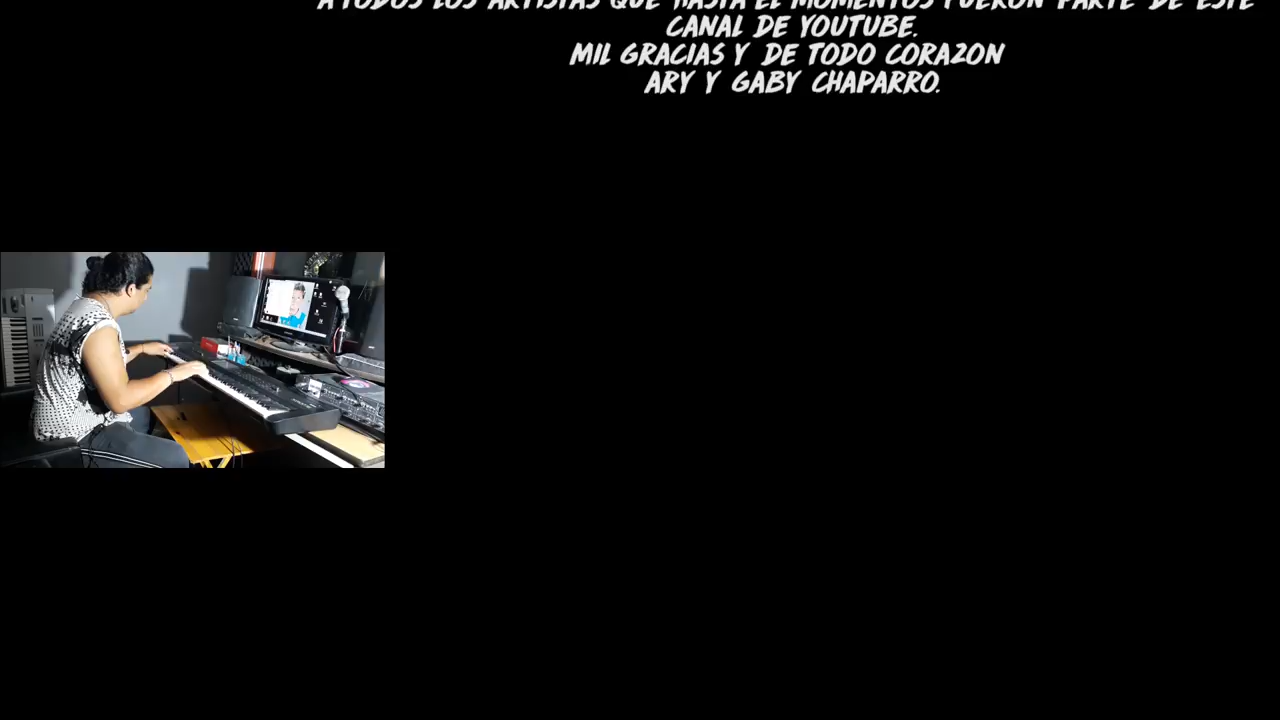 A TODOS LOS ARTISTAS QUE HASTA EL MOMENTOS FUERON PARTE DE ESTE
CANAL DE YOUTUBE.
MIL GRACIAS Y DE TODO CORAZON
ARY Y GABY CHAPARRO.